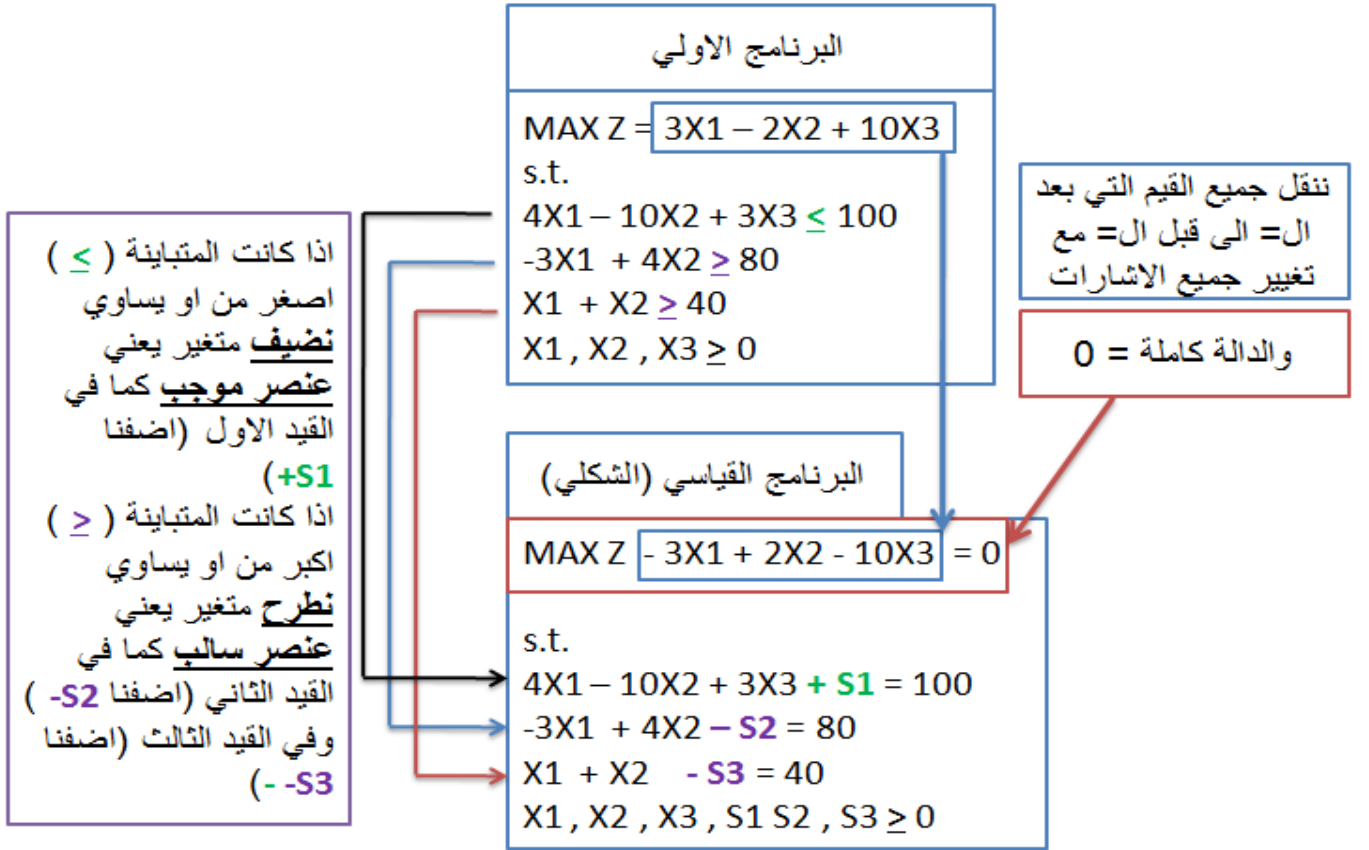 البرنامج الاولي
MAX Z = 3X1 – 2X2 + 10X3
s.t.
4X1 – 10X2 + 3X3 ≤ 100
-3X1 + 4X2 ≥ 80
X1 + X2 ≥ 40
X1 , X2 , X3 ≥ 0
ننقل جميع القيم التي بعد
ال= الى قبل ال= مع
تغيير جميع الاشارات
والدالة كاملة = 0
اذا كانت المتباينة ( ≥ )
اصغر من او يساوي
نضيف متغير يعني
عنصر موجب كما في
القيد الاول (اضفنا
+S1)
اذا كانت المتباينة ( ≤ )
اكبر من او يساوي
نطرح متغير يعني
عنصر سالب كما في
القيد الثاني (اضفنا -S2 )
وفي القيد الثالث (اضفنا
- -S3)
البرنامج القياسي (الشكلي)
MAX Z - 3X1 + 2X2 - 10X3 = 0
s.t.
4X1 – 10X2 + 3X3 + S1 = 100
-3X1 + 4X2 – S2 = 80
X1 + X2 - S3 = 40
X1 , X2 , X3 , S1 S2 , S3 ≥ 0